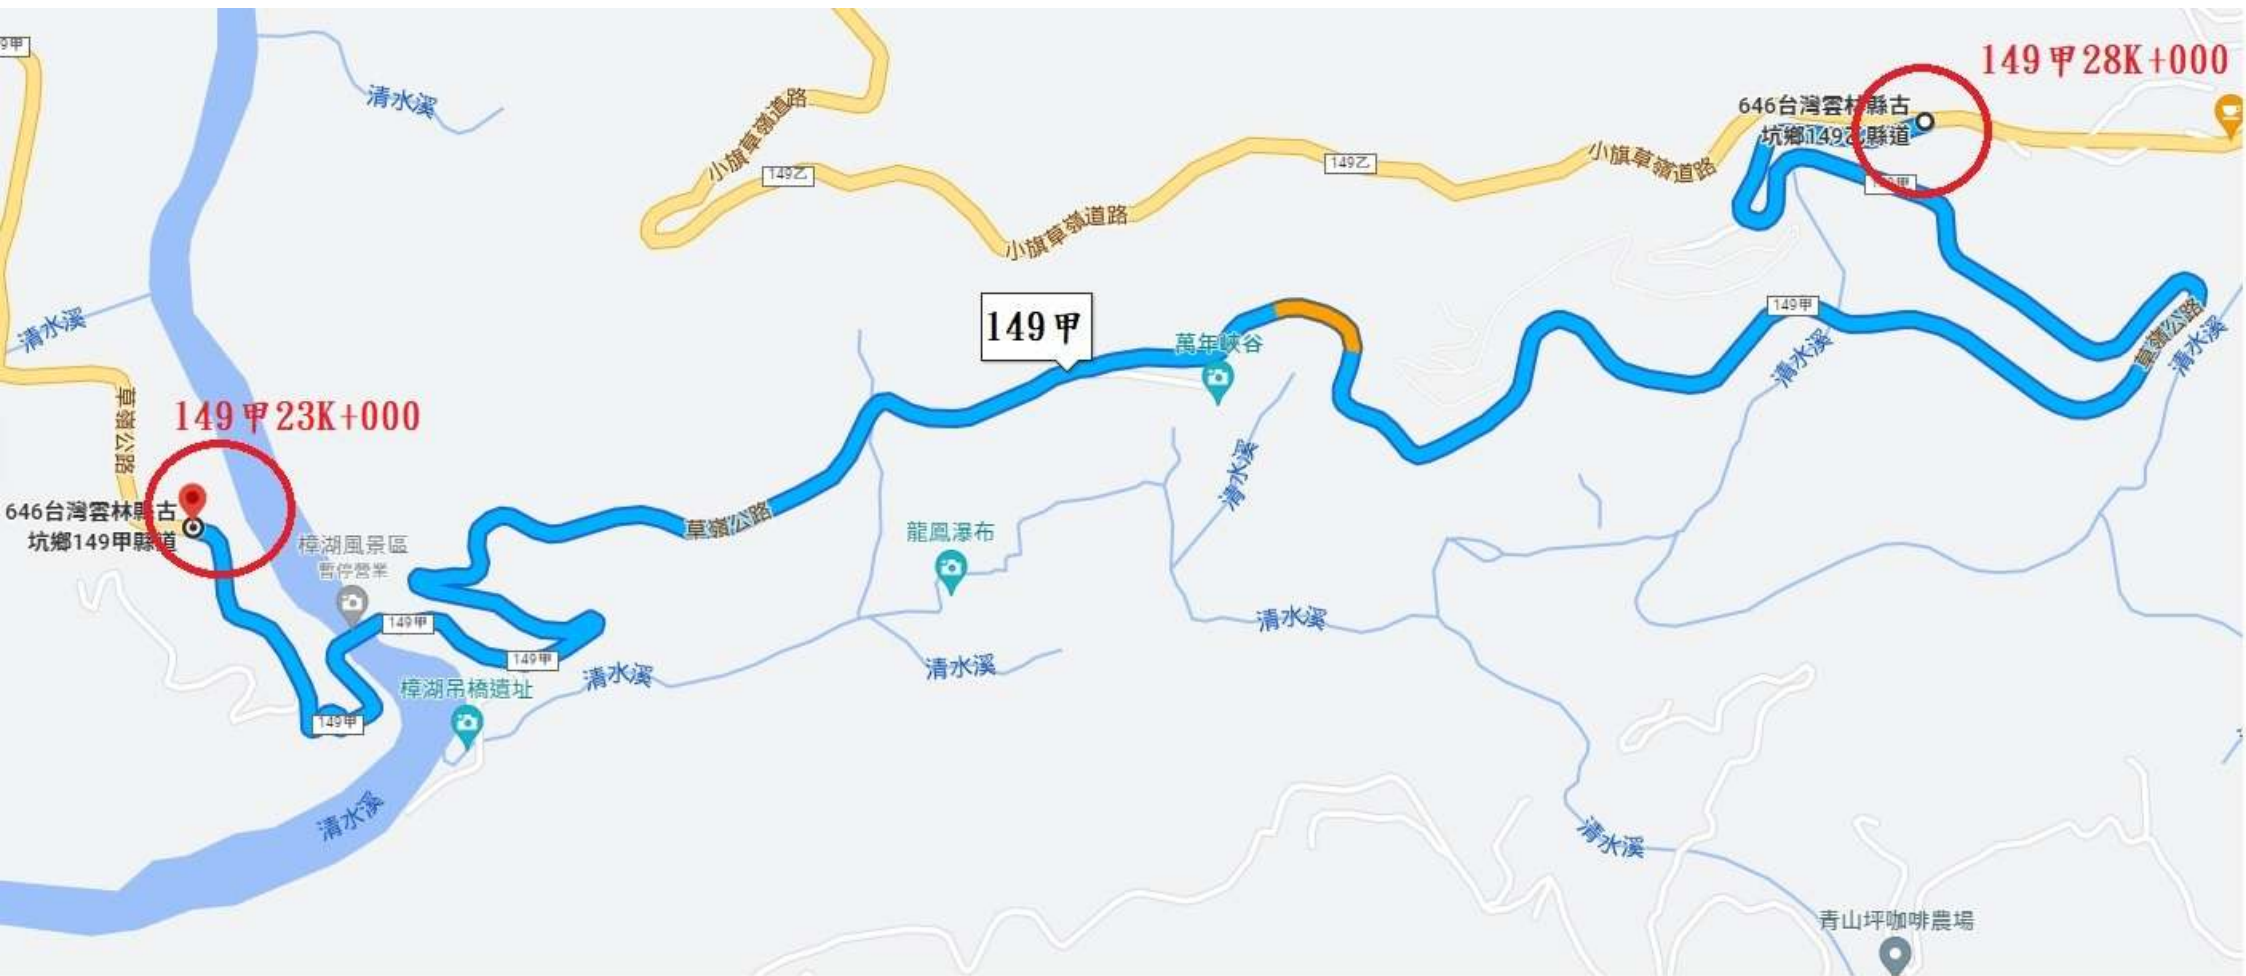 9甲
清水溪
小旗草嶺道路
149乙
小旗草嶺道路
149乙
小旗草嶺道路
149甲28K+000
646台灣雲林縣古
坑鄉149乙縣道
149甲
清水溪
149甲
萬年峽谷
149甲
草嶺公路
清水溪
清水溪
草嶺公路
149甲23K+000
646台灣雲林縣古
坑鄉149甲縣道
樟湖風景區
暫停營業
149甲
149甲
149甲
草嶺公路
龍鳳瀑布
清水溪
清水溪
清水溪
清水溪
樟湖吊橋遺址
清水溪
清水溪
青山坪咖啡農場